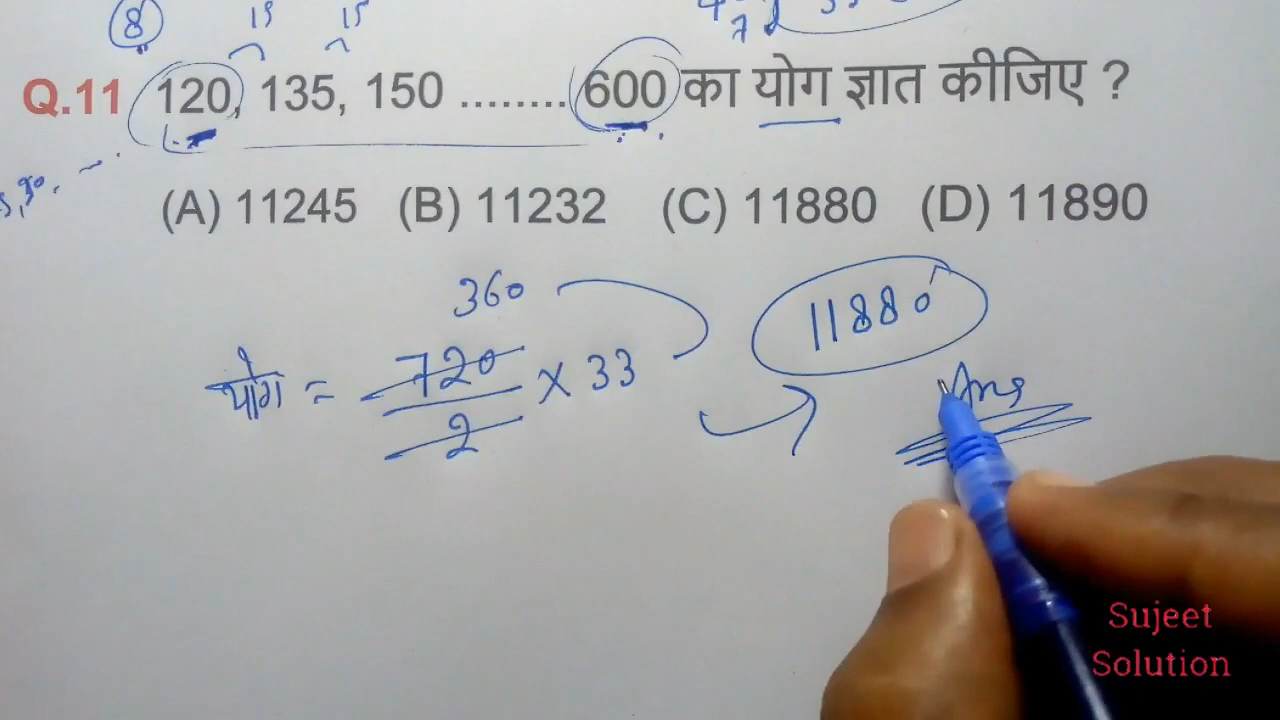 8 15 15
Q.11 120, 135, 150 ........ 600 का योग ज्ञात कीजिए ?
(A) 11245 (B) 11232 (C) 11880 (D) 11890
360
योग = 720/2 × 33
11880
Ans
Sujeet
Solution